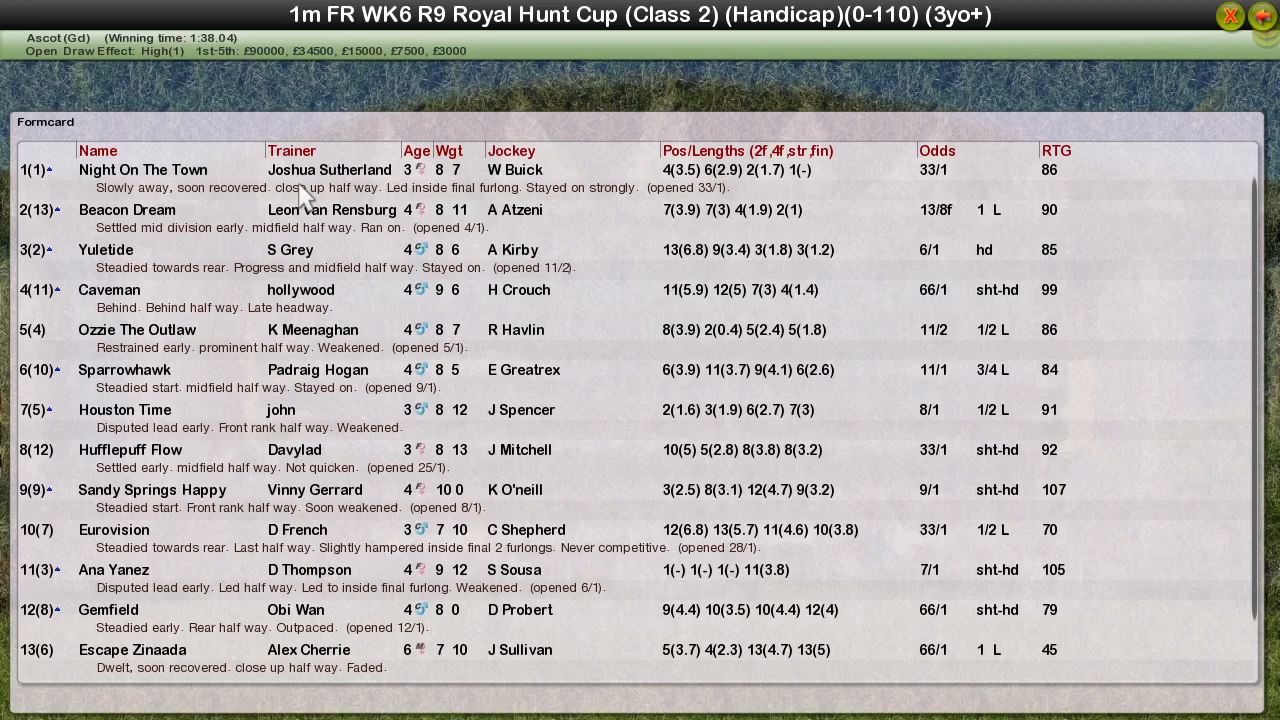 1m FR WK6 R9 Royal Hunt Cup (Class 2) (Handicap)(0-110) (3yo+)
Ascot(Gd) (Winning time: 1:38.04)
Open Draw Effect: High(1) 1st-5th: £90000, £34500, £15000, £7500, £3000
Formcard
Name Trainer Age Wgt Jockey Pos/Lengths (2f,4f,str,fin) Odds RTG
1(1) Night On The Town Joshua Sutherland 3 8 7 W Buick 4(3.5) 6(2.9) 2(1.7) 1(-) 33/1 86
Slowly away, soon recovered. close up half way. Led inside final furlong. Stayed on strongly. (opened 33/1).
2(13) Beacon Dream Leon van Rensburg 4 8 11 A Atzeni 7(3.9) 7(3) 4(1.9) 2(1) 13/8f 1 L 90
Settled mid division early. midfield half way. Ran on. (opened 4/1).
3(2) Yuletide S Grey 4 8 6 A Kirby 13(6.8) 9(3.4) 3(1.8) 3(1.2) 6/1 hd 85
Steadied towards rear. Progress and midfield half way. Stayed on. (opened 11/2).
4(11) Caveman hollywood 4 9 6 H Crouch 11(5.9) 12(5) 7(3) 4(1.4) 66/1 sht-hd 99
Behind. Behind half way. Late headway.
5(4) Ozzie The Outlaw K Meenaghan 4 8 7 R Havlin 8(3.9) 2(0.4) 5(2.4) 5(1.8) 11/2 1/2 L 86
Restrained early. prominent half way. Weakened. (opened 5/1).
6(10) Sparrowhawk Padraig Hogan 4 8 5 E Greatrex 6(3.9) 11(3.7) 9(4.1) 6(2.6) 11/1 3/4 L 84
Steadied start. midfield half way. Stayed on. (opened 9/1).
7(5) Houston Time john 3 8 12 J Spencer 2(1.6) 3(1.9) 6(2.7) 7(3) 8/1 1/2 L 91
Disputed lead early. Front rank half way. Weakened.
8(12) Hufflepuff Flow Davylad 3 8 13 J Mitchell 10(5) 5(2.8) 8(3.8) 8(3.2) 33/1 sht-hd 92
Settled early. midfield half way. Not quicken. (opened 25/1).
9(9) Sandy Springs Happy Vinny Gerrard 4 10 0 K O'neill 3(2.5) 8(3.1) 12(4.7) 9(3.2) 9/1 sht-hd 107
Steadied start. Front rank half way. Soon weakened. (opened 8/1).
10(7) Eurovision D French 3 7 10 C Shepherd 12(6.8) 13(5.7) 11(4.6) 10(3.8) 33/1 1/2 L 70
Steadied towards rear. Last half way. Slightly hampered inside final 2 furlongs. Never competitive. (opened 28/1).
11(3) Ana Yanez D Thompson 4 9 12 S Sousa 1(-) 1(-) 1(-) 11(3.8) 7/1 sht-hd 105
Disputed lead early. Led half way. Led to inside final furlong. Weakened. (opened 6/1).
12(8) Gemfield Obi Wan 4 8 0 D Probert 9(4.4) 10(3.5) 10(4.4) 12(4) 66/1 sht-hd 79
Steadied early. Rear half way. Outpaced. (opened 12/1).
13(6) Escape Zinaada Alex Cherrie 6 7 10 J Sullivan 5(3.7) 4(2.3) 13(4.7) 13(5) 66/1 1 L 45
Dwelt, soon recovered. close up half way. Faded.